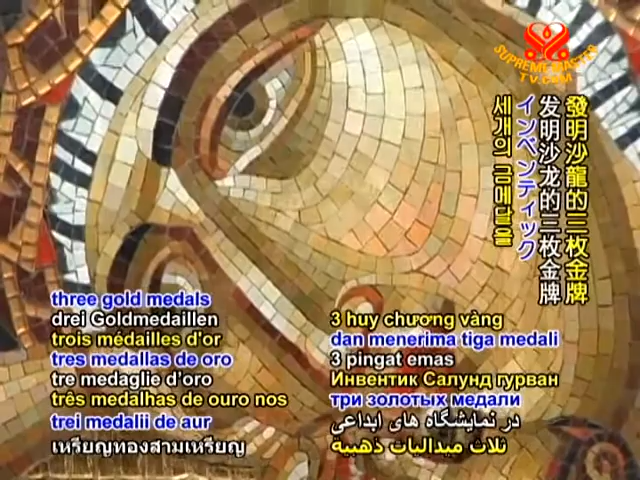 SUPREME MASTER
TV.COM
發明沙龍的三枚金牌
发明沙龙的三枚金牌
インベンティック
세개의 금메달을
three gold medals
drei Goldmedaillen
trois médailles d'or
tres medallas de oro
tre medaglie d'oro
três medalhas de ouro nos
trei medalii de aur
เหรียญทองสามเหรียญ
3 huy chương vàng
dan menerima tiga medali
3 pingat emas
Инвентик Салунд гурван
три золотых медали
در نمایشگاه های ابداعی
ثلاث ميداليات ذهبية